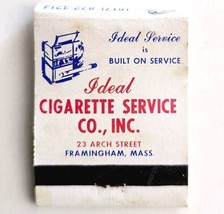 Ideal Service
is
BUILT ON SERVICE
Ideal
CIGARETTE SERVICE
CO., INC.
23 ARCH STREET
FRAMINGHAM, MASS.